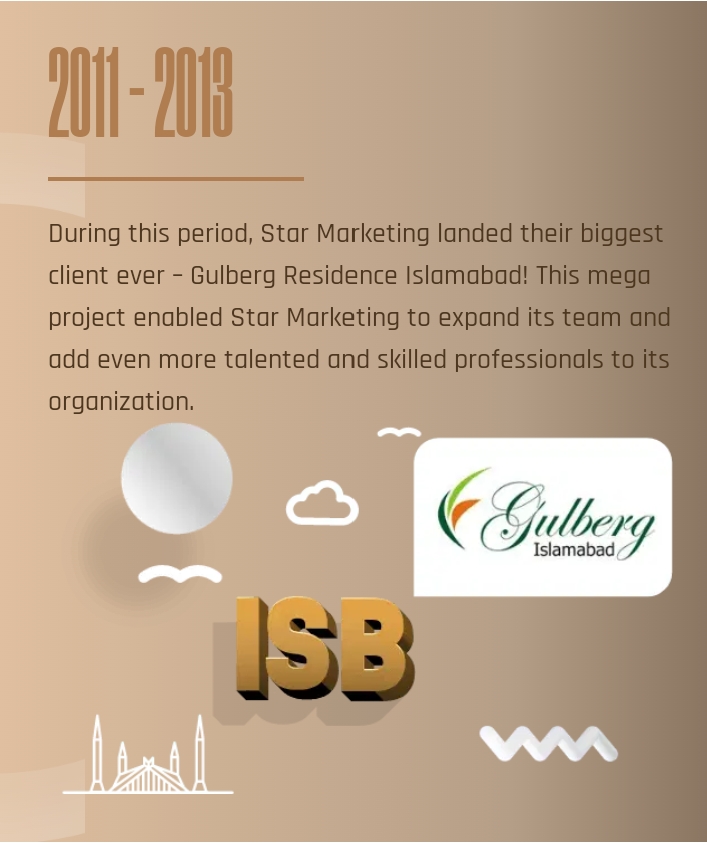 2011 - 2013
During this period, Star Marketing landed their biggest
client ever – Gulberg Residence Islamabad! This mega
project enabled Star Marketing to expand its team and
add even more talented and skilled professionals to its
organization.
Gulberg
Islamabad
ISB